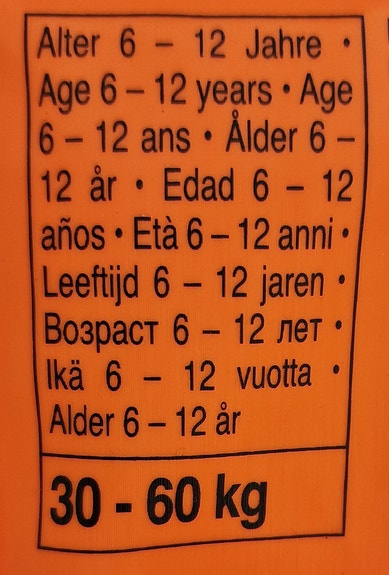 Alter 6 – 12 Jahre •
Age 6 – 12 years • Age
6 – 12 ans • Ålder 6 –
12 år • Edad 6 – 12
años • Età 6 – 12 anni •
Leeftijd 6 – 12 jaren •
Возраст 6 – 12 лет •
Ikä 6 – 12 vuotta •
Alder 6 – 12 år
30 - 60 kg